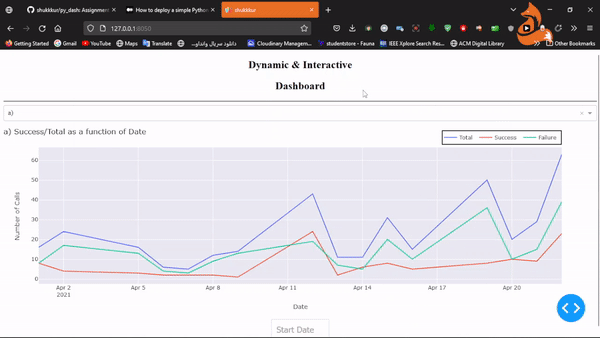 shukkkur/py_dash: Assignment
How to deploy a simple Python
shukkkur
127.0.0.1:8050
Getting Started
Gmail
YouTube
Maps
Translate
دانلود سریال وانداو...
Cloudinary Managem...
studentstore - Fauna
IEEE Xplore Search Res...
ACM Digital Library
Other Bookmarks
Dynamic & Interactive
Dashboard
a)
a) Success/Total as a function of Date
Total
Success
Failure
Number of Calls
60
50
40
30
20
10
0
Apr 2
2021
Apr 5
Apr 8
Apr 11
Apr 14
Apr 17
Apr 20
Date
Start Date